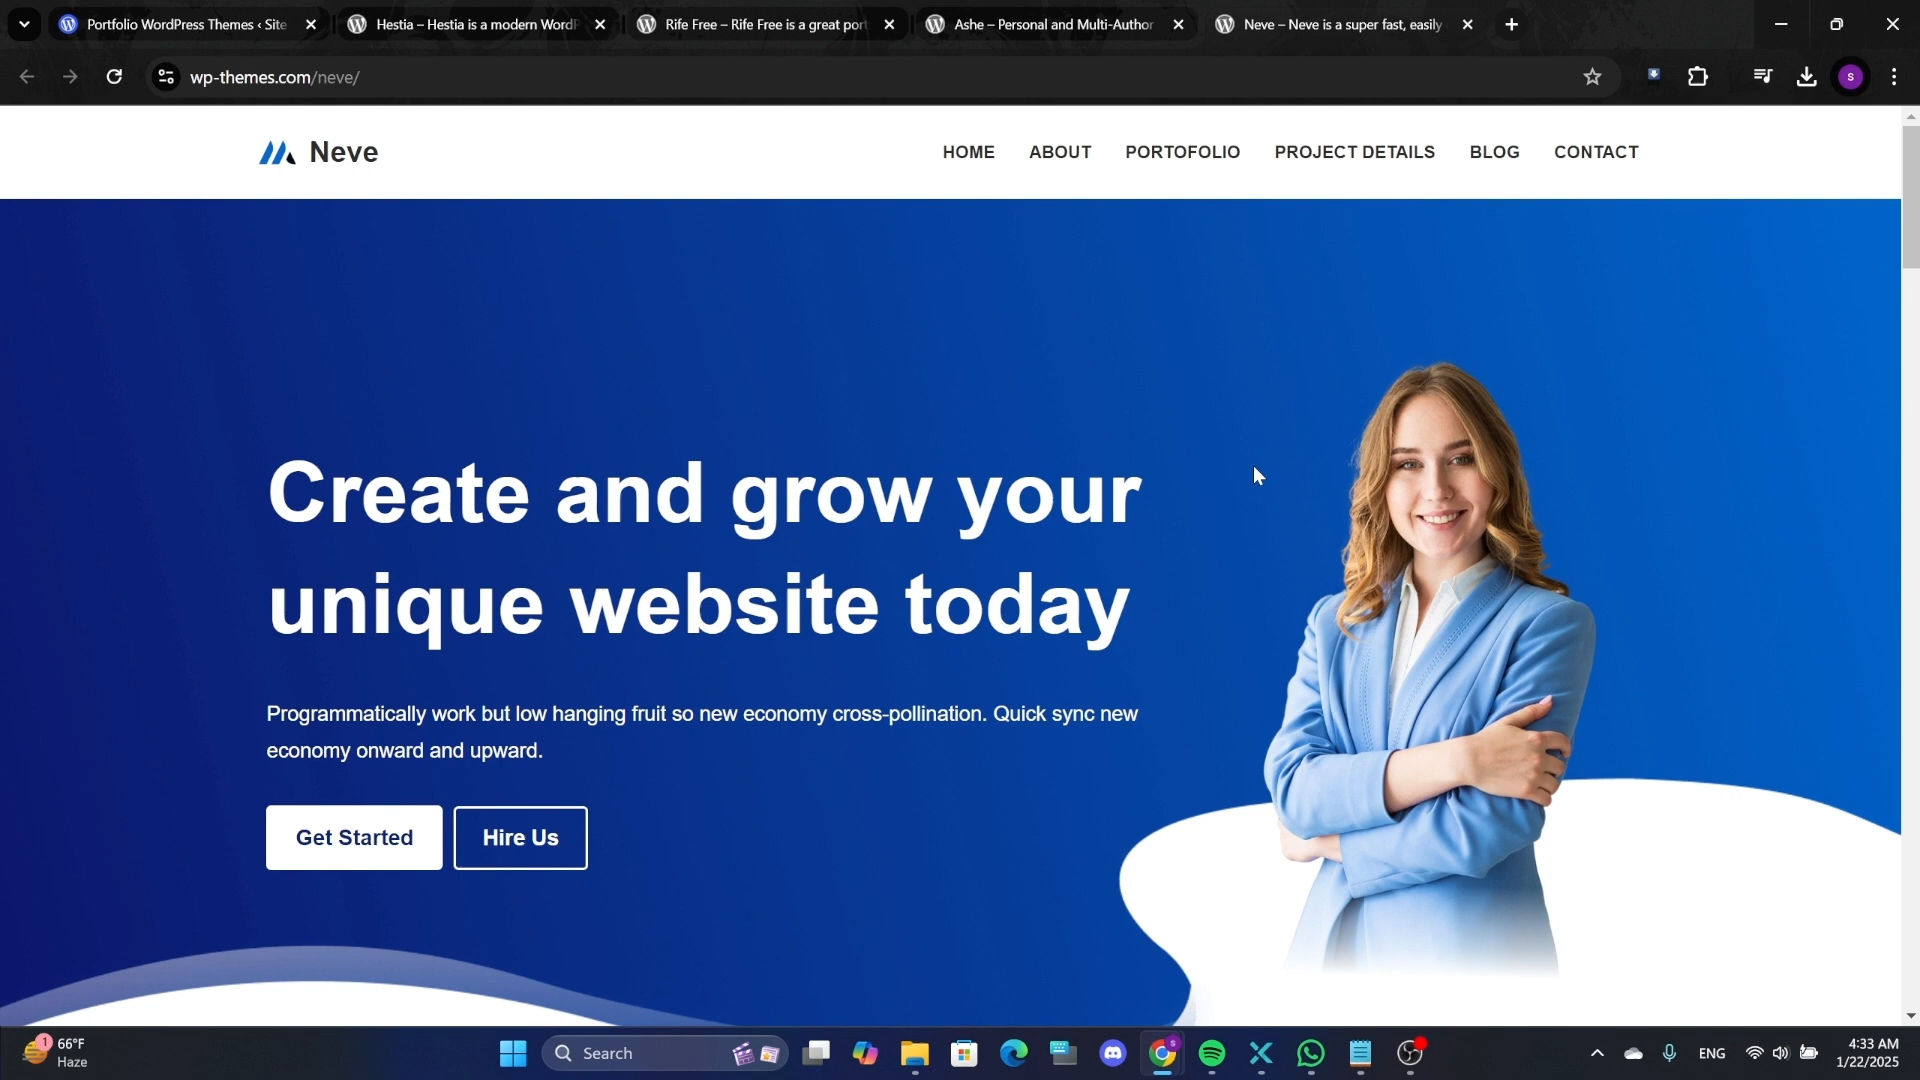 Portfolio WordPress Themes ‹ Site
Hestia – Hestia is a modern WordP
Rife Free – Rife Free is a great port
Ashe – Personal and Multi-Author
Neve – Neve is a super fast, easily
wp-themes.com/neve/
S
Neve
HOME
ABOUT
PORTOFOLIO
PROJECT DETAILS
BLOG
CONTACT
Create and grow your
unique website today
Programmatically work but low hanging fruit so new economy cross-pollination. Quick sync new
economy onward and upward.
Get Started
Hire Us
1
66°F
Haze
Search
S
ENG
4:33 AM
1/22/2025